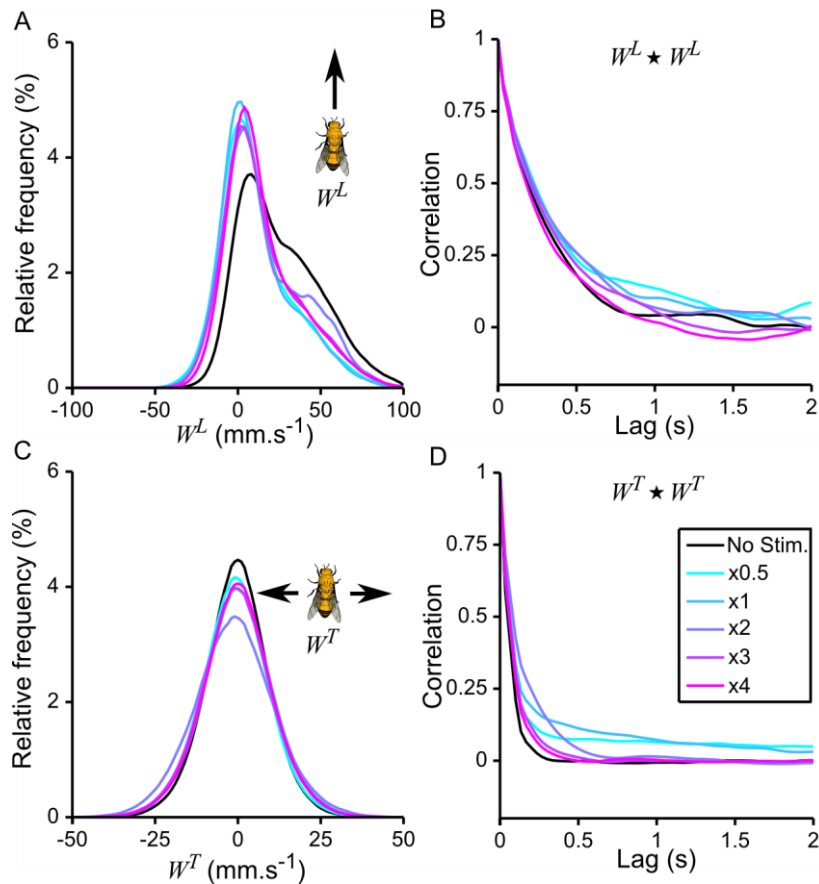 A
Relative frequency (%)
6
4
2
0
-100
-50
0
50
100
W^L (mm.s^-1)
W^L
B
W^L ★ W^L
Correlation
1
0.75
0.5
0.25
0
0
0.5
1
1.5
2
Lag (s)
C
Relative frequency (%)
6
4
2
0
-50
-25
0
25
50
W^T (mm.s^-1)
W^T
D
W^T ★ W^T
Correlation
1
0.75
0.5
0.25
0
0
0.5
1
1.5
2
Lag (s)
No Stim.
x0.5
x1
x2
x3
x4